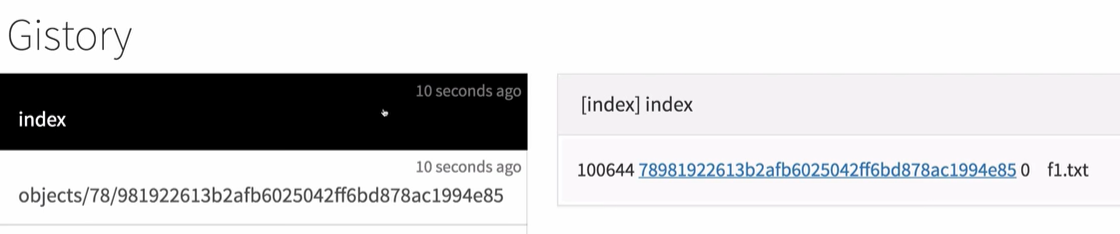 Gistory
10 seconds ago
index
10 seconds ago
objects/78/981922613b2afb6025042ff6bd878ac1994e85
[index] index
100644 78981922613b2afb6025042ff6bd878ac1994e85 0 f1.txt